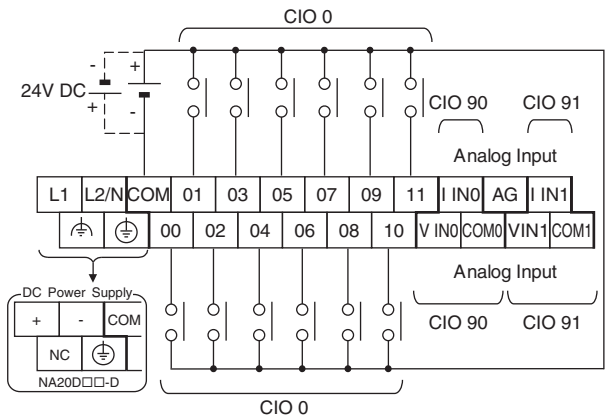 CIO 0
-
+
24V DC
+
-
CIO 90
CIO 91
Analog Input
L1
L2/N
COM
01
03
05
07
09
11
I IN0
AG
I IN1
00
02
04
06
08
10
V IN0
COM0
VIN1
COM1
DC Power Supply
+
-
COM
NC
NA20D□□-D
Analog Input
CIO 90
CIO 91
CIO 0